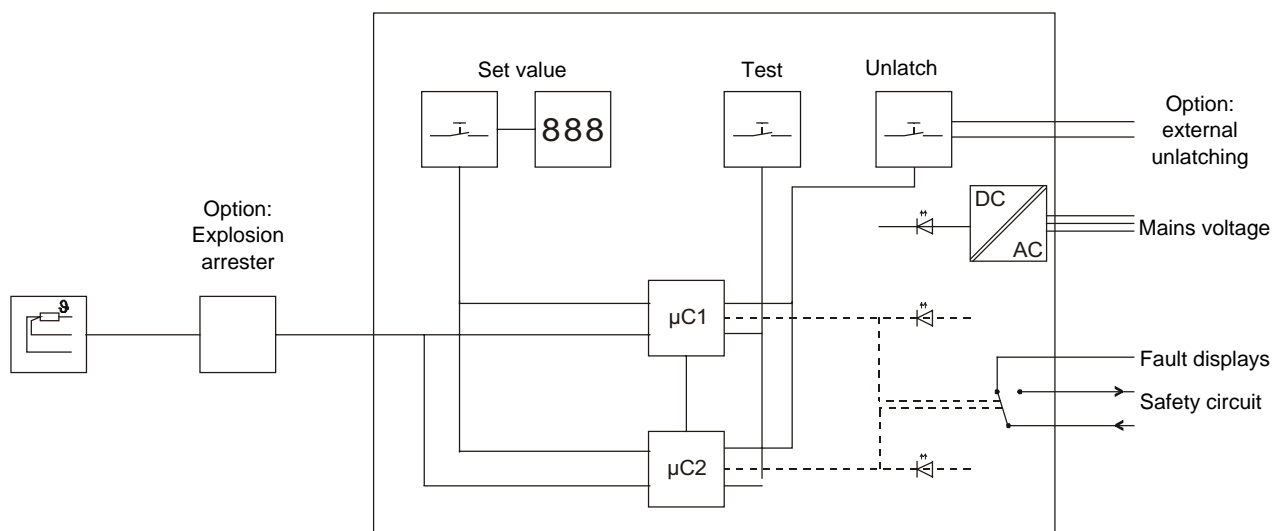 Set value
Test
Unlatch
888
Option:
external
unlatching
Option:
Explosion
arrester
DC
AC
Mains voltage
ϑ
µC1
µC2
Fault displays
Safety circuit